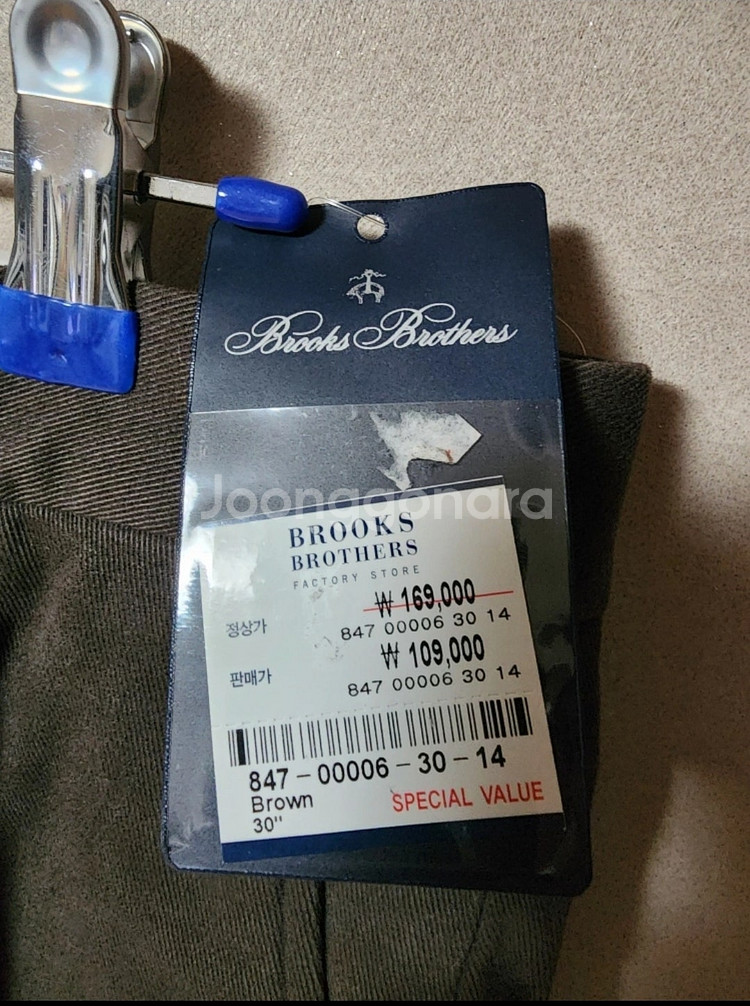 Brooks Brothers
Joonggonara
BROOKS
BROTHERS
FACTORY STORE
₩ 169,000
정상가 847 00006 30 14
₩ 109,000
판매가 847 00006 30 14
847-00006-30-14
Brown
30" SPECIAL VALUE